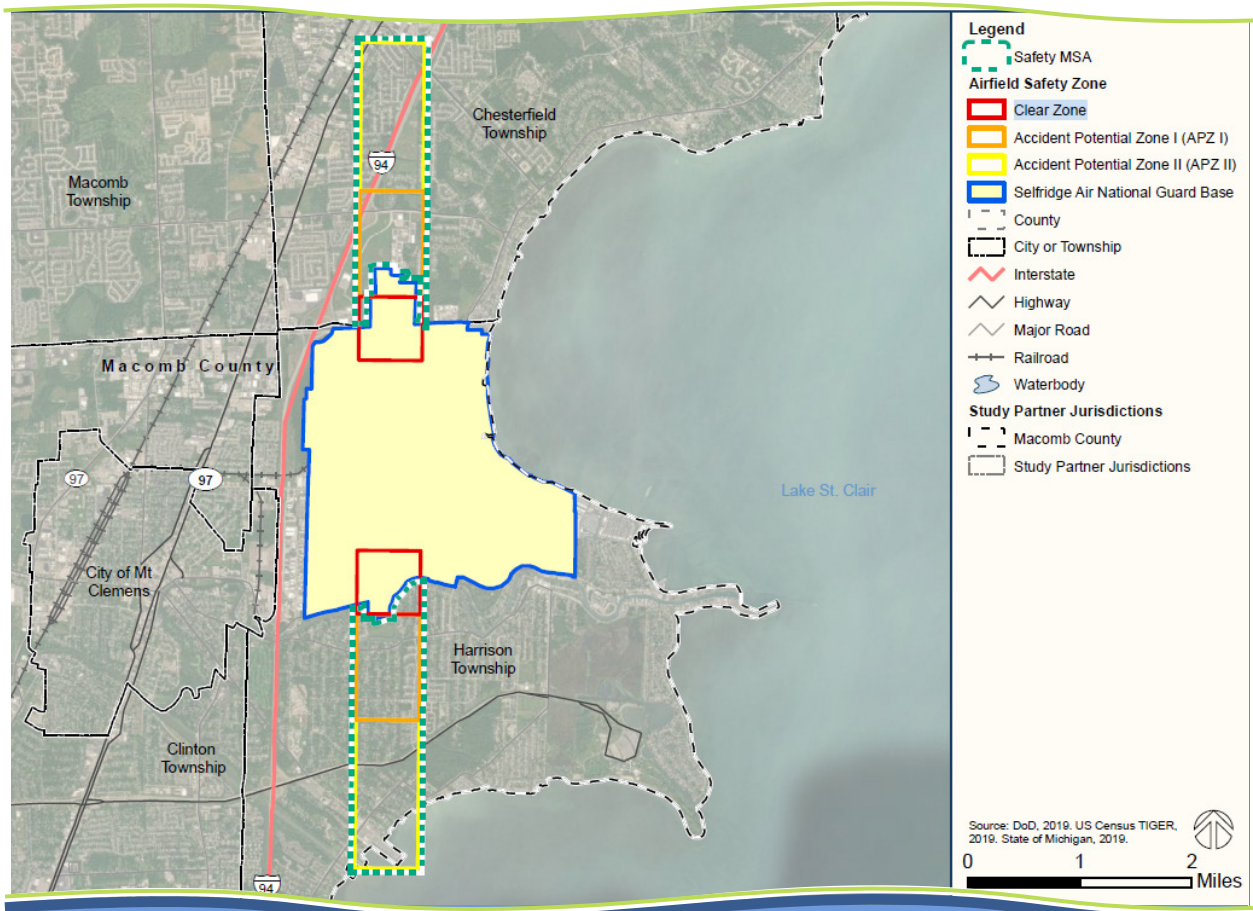 Chesterfield
Township
94
Macomb
Township
Macomb County
97
97
Lake St. Clair
City of Mt
Clemens
Harrison
Township
Clinton
Township
94
Legend
Safety MSA
Airfield Safety Zone
Clear Zone
Accident Potential Zone I (APZ I)
Accident Potential Zone II (APZ II)
Selfridge Air National Guard Base
County
City or Township
Interstate
Highway
Major Road
Railroad
Waterbody
Study Partner Jurisdictions
Macomb County
Study Partner Jurisdictions
Source: DoD, 2019. US Census TIGER,
2019. State of Michigan, 2019.
0 1 2
Miles